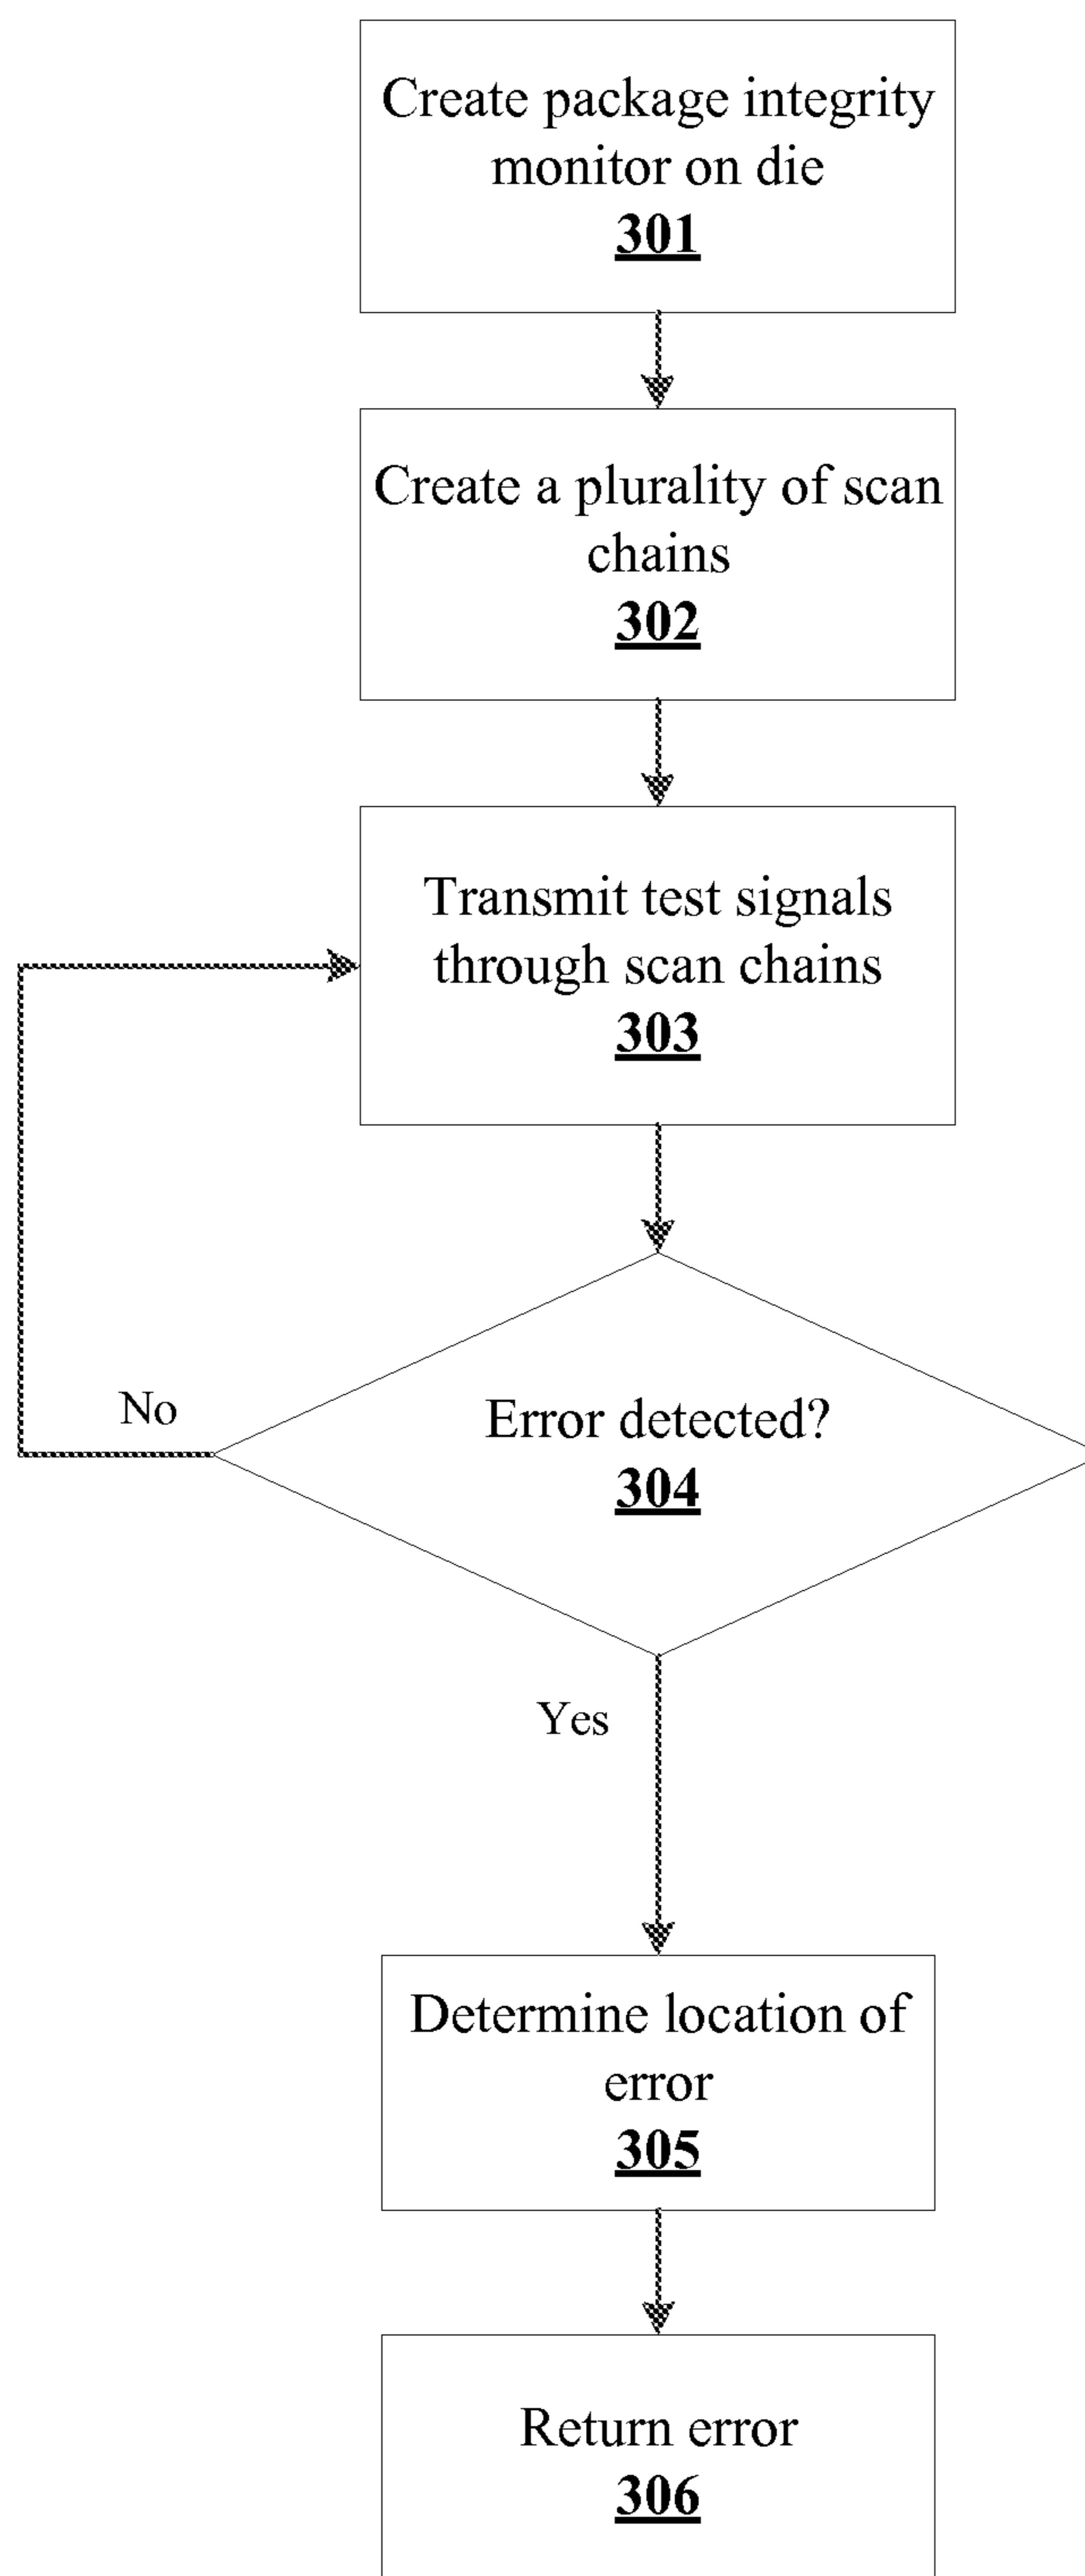 Create package integrity
monitor on die
301
Create a plurality of scan
chains
302
Transmit test signals
through scan chains
303
Error detected?
304
No
Yes
Determine location of
error
305
Return error
306